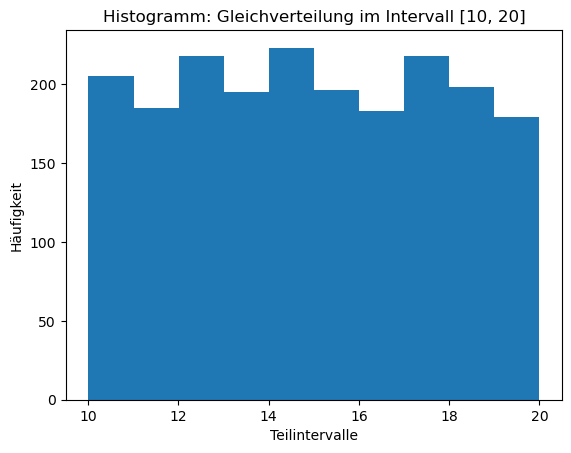 Histogramm: Gleichverteilung im Intervall [10, 20]
200
150
100
50
0
Häufigkeit
10 12 14 16 18 20
Teilintervalle